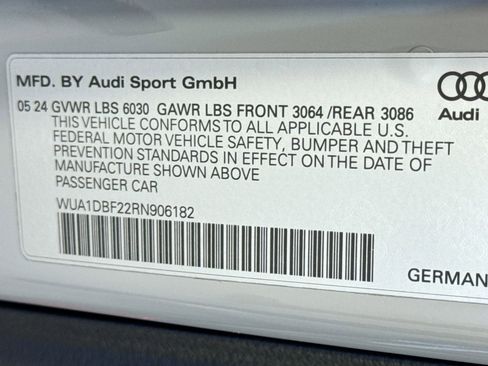 MFD. BY Audi Sport GmbH
05 24 GVWR LBS 6030 GAWR LBS FRONT 3064 /REAR 3086
Audi
THIS VEHICLE CONFORMS TO ALL APPLICABLE U.S.
FEDERAL MOTOR VEHICLE SAFETY, BUMPER AND THEFT
PREVENTION STANDARDS IN EFFECT ON THE DATE OF
MANUFACTURE SHOWN ABOVE
PASSENGER CAR
WUA1DBF22RN906182
GERMAN